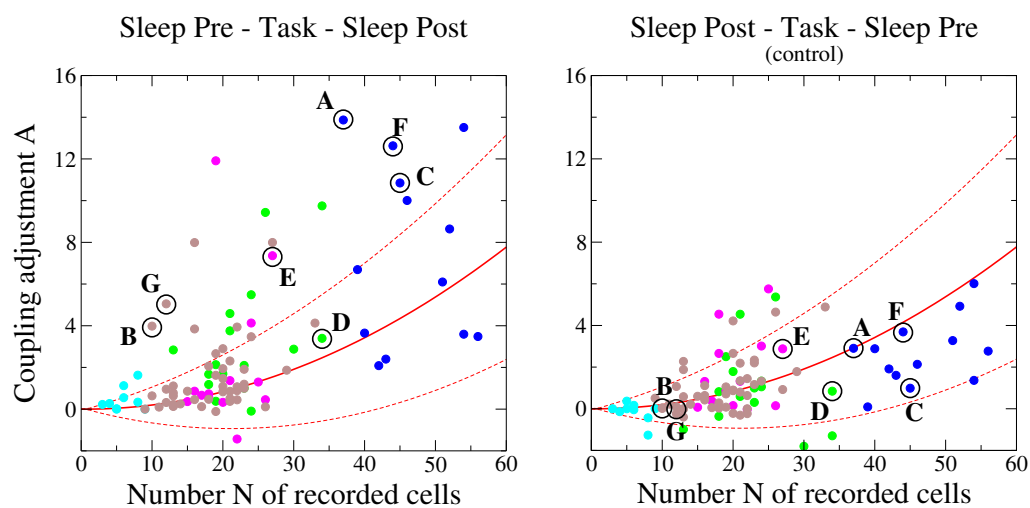 Sleep Pre - Task - Sleep Post
Sleep Post - Task - Sleep Pre
(control)
Coupling adjustment A
16
12
8
4
0
A
F
C
E
G
B
D
0 10 20 30 40 50 60
Number N of recorded cells
16
12
8
4
0
E
A
F
B
G
D
C
0 10 20 30 40 50 60
Number N of recorded cells